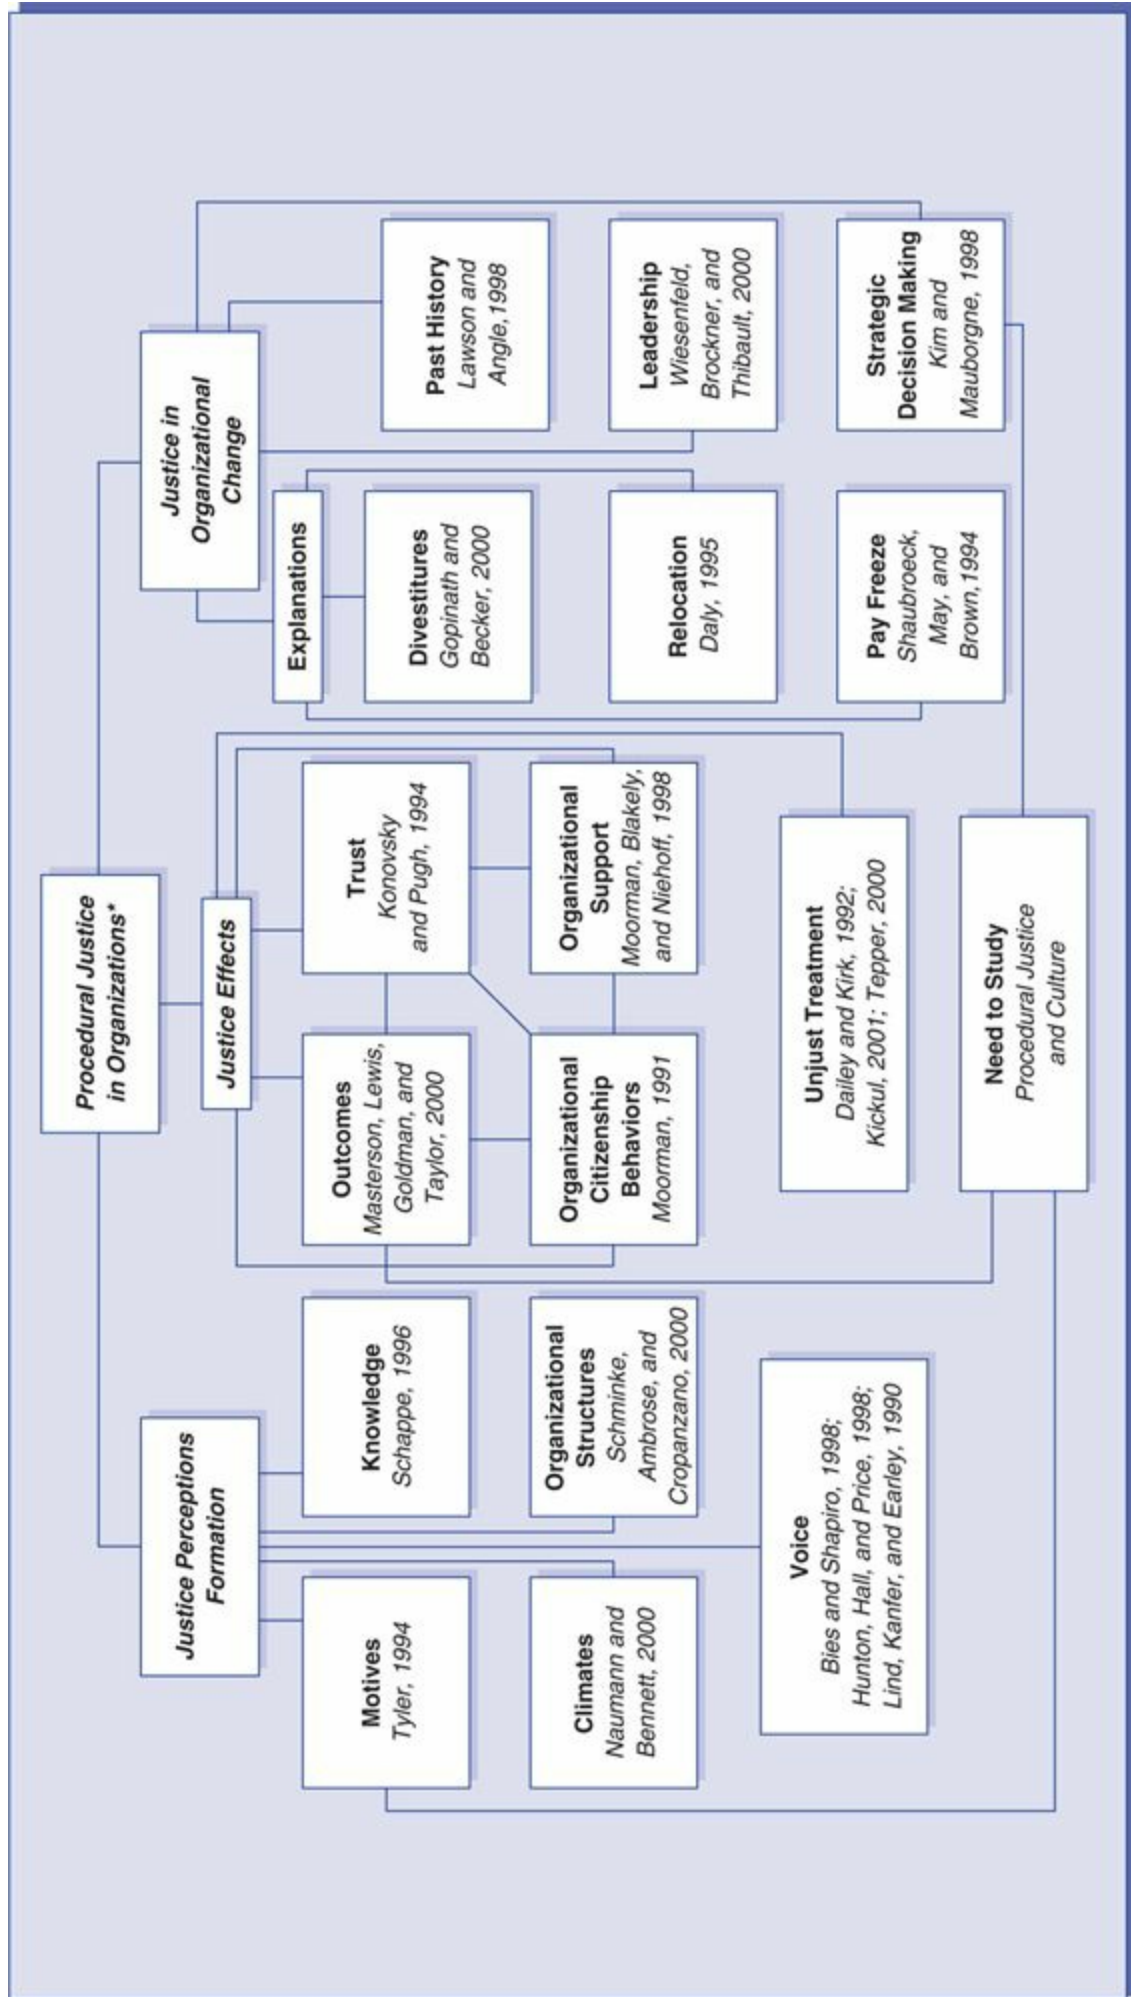 Procedural Justice
in Organizations*
Justice Perceptions
Formation
Justice Effects
Justice in
Organizational
Change
Motives
Tyler, 1994
Knowledge
Schappe, 1996
Climates
Naumann and
Bennett, 2000
Organizational
Structures
Schminke,
Ambrose, and
Cropanzano, 2000
Voice
Bies and Shapiro, 1998;
Hunton, Hall, and Price, 1998;
Lind, Kanfer, and Earley, 1990
Outcomes
Masterson, Lewis,
Goldman, and
Taylor, 2000
Trust
Konovsky
and Pugh, 1994
Organizational
Citizenship
Behaviors
Moorman, 1991
Organizational
Support
Moorman, Blakely,
and Niehoff, 1998
Unjust Treatment
Dailey and Kirk, 1992;
Kickul, 2001; Tepper, 2000
Explanations
Divestitures
Gopinath and
Becker, 2000
Relocation
Daly, 1995
Pay Freeze
Shaubroeck,
May, and
Brown,1994
Past History
Lawson and
Angle,1998
Leadership
Wiesenfeld,
Brockner, and
Thibault, 2000
Strategic
Decision Making
Kim and
Mauborgne, 1998
Need to Study
Procedural Justice
and Culture